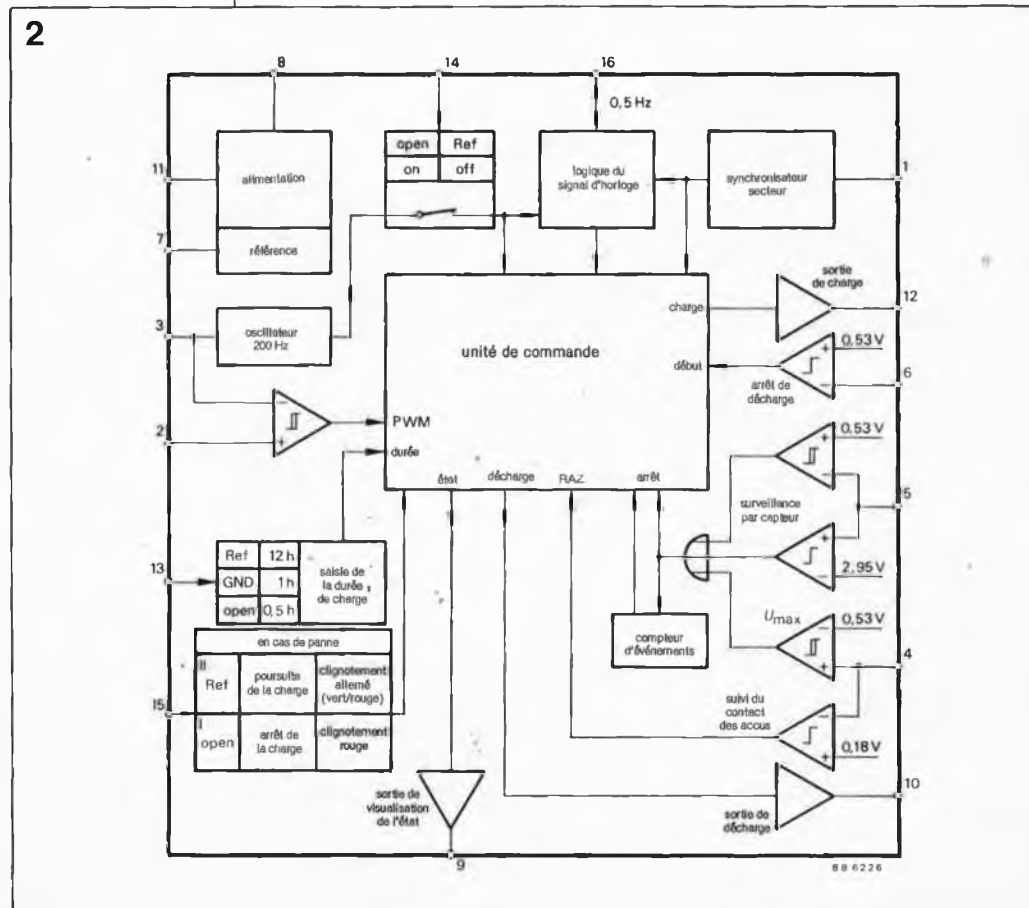 2
8
14
16
0,5 Hz
open
Ref
on
off
logique du
signal d'horloge
synchronisateur
secteur
1
11
alimentation
7
référence
3
oscillateur
200 Hz
unité de commande
charge
sortie
de charge
12
début
0.53 V
6
arrêt de
décharge
2
PWM
durée
état
décharge
RAZ
arrêt
0,53 V
surveillance
par capteur
5
2,95 V
13
Ref
12 h
GND
1 h
open
0,5 h
saisie de
la durée
de charge
compteur
d'événements
Umax
0,53 V
4
en cas de panne
II
Ref
poursuite
de la charge
clignotement
alterné
(vert/rouge)
15
I
open
arrêt de
la charge
clignotement
rouge
suivi du
contact
des accus
0,18 V
10
sortie de
visualisation
de l'état
sortie de
décharge
9
886226